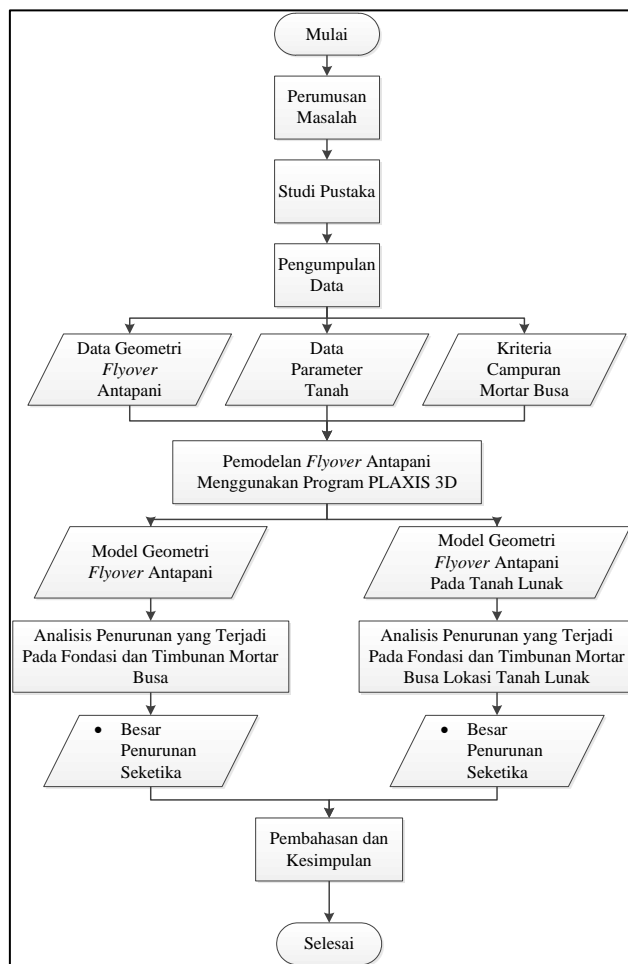 Mulai
Perumusan
Masalah
Studi Pustaka
Pengumpulan
Data
Data Geometri
Flyover
Antapani
Data
Parameter
Tanah
Kriteria
Campuran
Mortar Busa
Pemodelan Flyover Antapani
Menggunakan Program PLAXIS 3D
Model Geometri
Flyover Antapani
Model Geometri
Flyover Antapani
Pada Tanah Lunak
Analisis Penurunan yang Terjadi
Pada Fondasi dan Timbunan Mortar
Busa
Analisis Penurunan yang Terjadi
Pada Fondasi dan Timbunan Mortar
Busa Lokasi Tanah Lunak
• Besar
Penurunan
Seketika
• Besar
Penurunan
Seketika
Pembahasan dan
Kesimpulan
Selesai